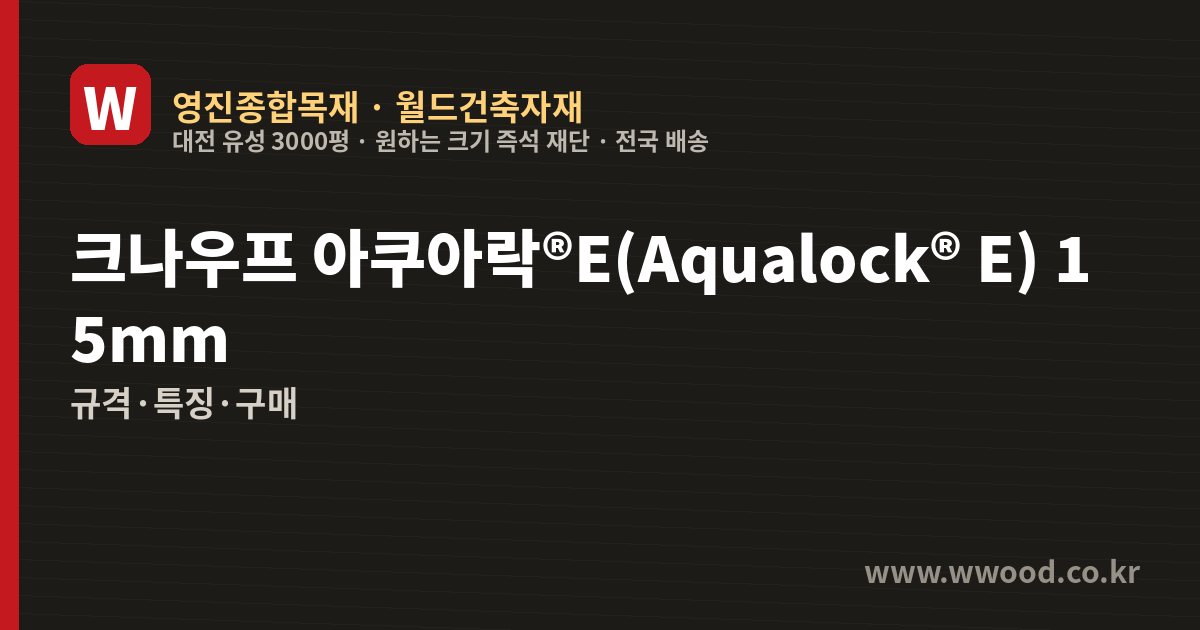 W
영진종합목재 · 월드건축자재
대전 유성 3000평 · 원하는 크기 즉석 재단 · 전국 배송
크나우프 아쿠아락®E(Aqualock® E) 1
5mm
규격·특징·구매
www.wwood.co.kr